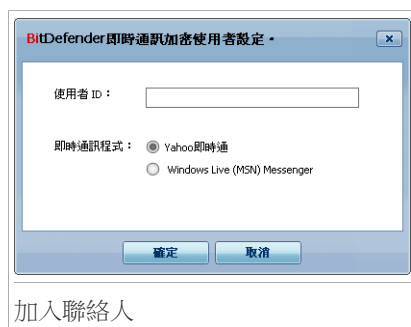 BitDefender即時通訊加密使用者設定。
使用者 ID：
即時通訊程式：
Yahoo即時通
Windows Live (MSN) Messenger
確定 取消
加入聯絡人